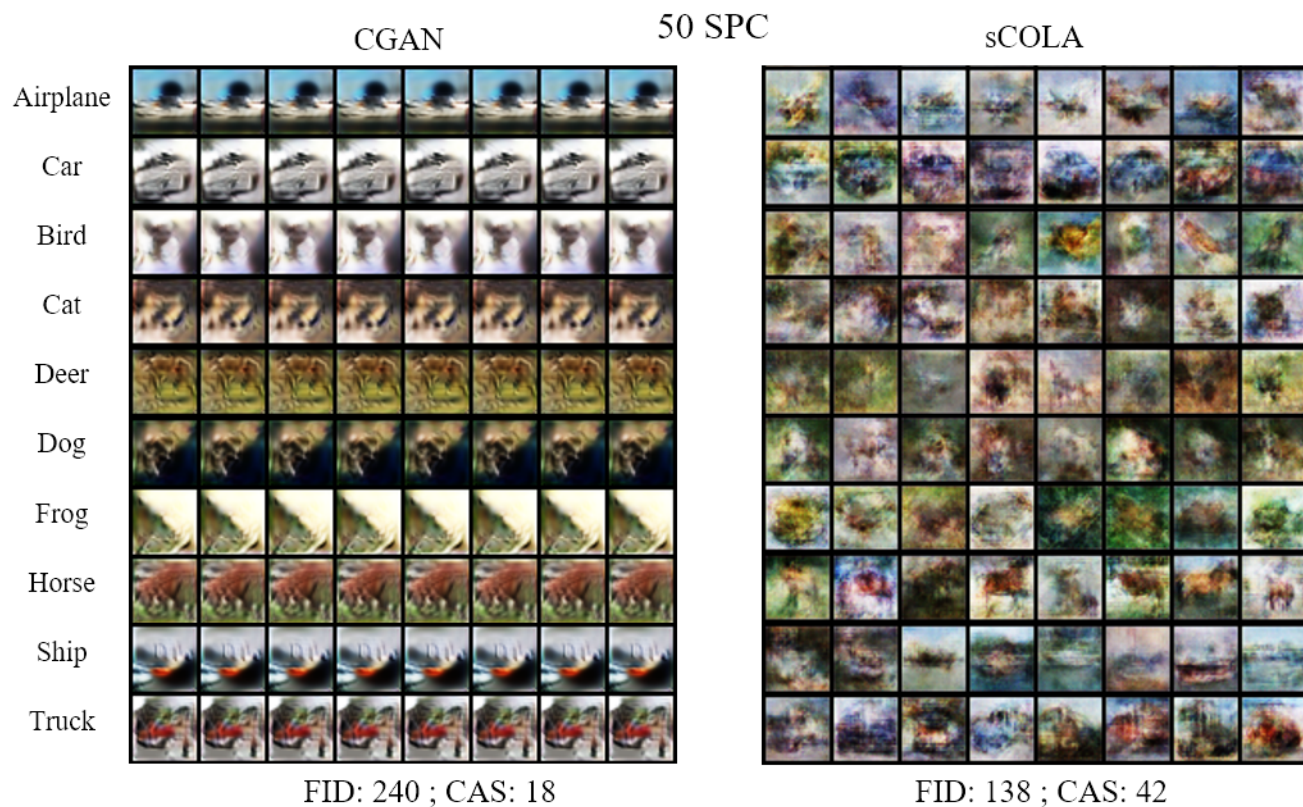 50 SPC
CGAN
sCOLA
Airplane
Car
Bird
Cat
Deer
Dog
Frog
Horse
Ship
Truck
FID: 240 ; CAS: 18
FID: 138 ; CAS: 42